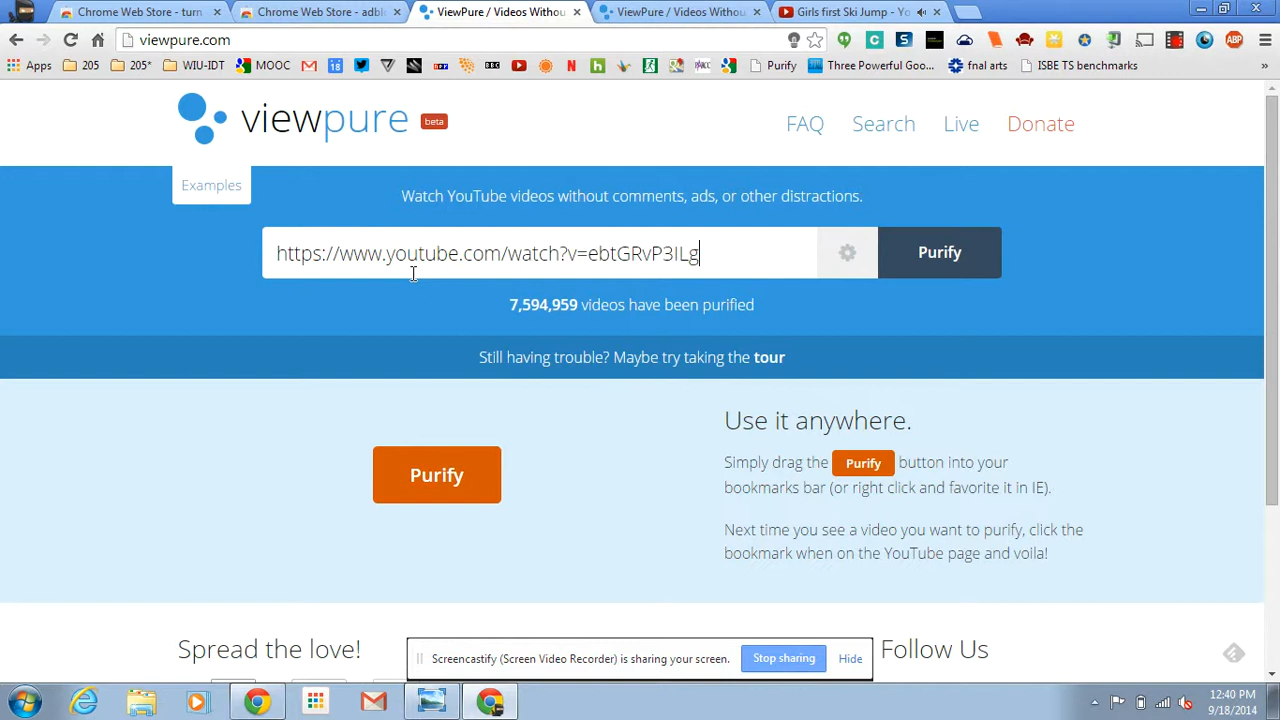 Chrome Web Store - turn
Chrome Web Store - adbl
ViewPure / Videos Withou
ViewPure / Videos Withou
Girls first Ski Jump - Yo
viewpure.com
Apps
205
205*
WIU-IDT
MOOC
18
BBC
N
h
Purify
Three Powerful Goo...
fnal arts
ISBE TS benchmarks
»
viewpure beta
FAQ
Search
Live
Donate
Examples
Watch YouTube videos without comments, ads, or other distractions.
https://www.youtube.com/watch?v=ebtGRvP3ILg
Purify
7,594,959 videos have been purified
Still having trouble? Maybe try taking the tour
Purify
Use it anywhere.
Simply drag the Purify button into your
bookmarks bar (or right click and favorite it in IE).
Next time you see a video you want to purify, click the
bookmark when on the YouTube page and voila!
Spread the love!
Follow Us
Screencastify (Screen Video Recorder) is sharing your screen.
Stop sharing
Hide
12:40 PM
9/18/2014